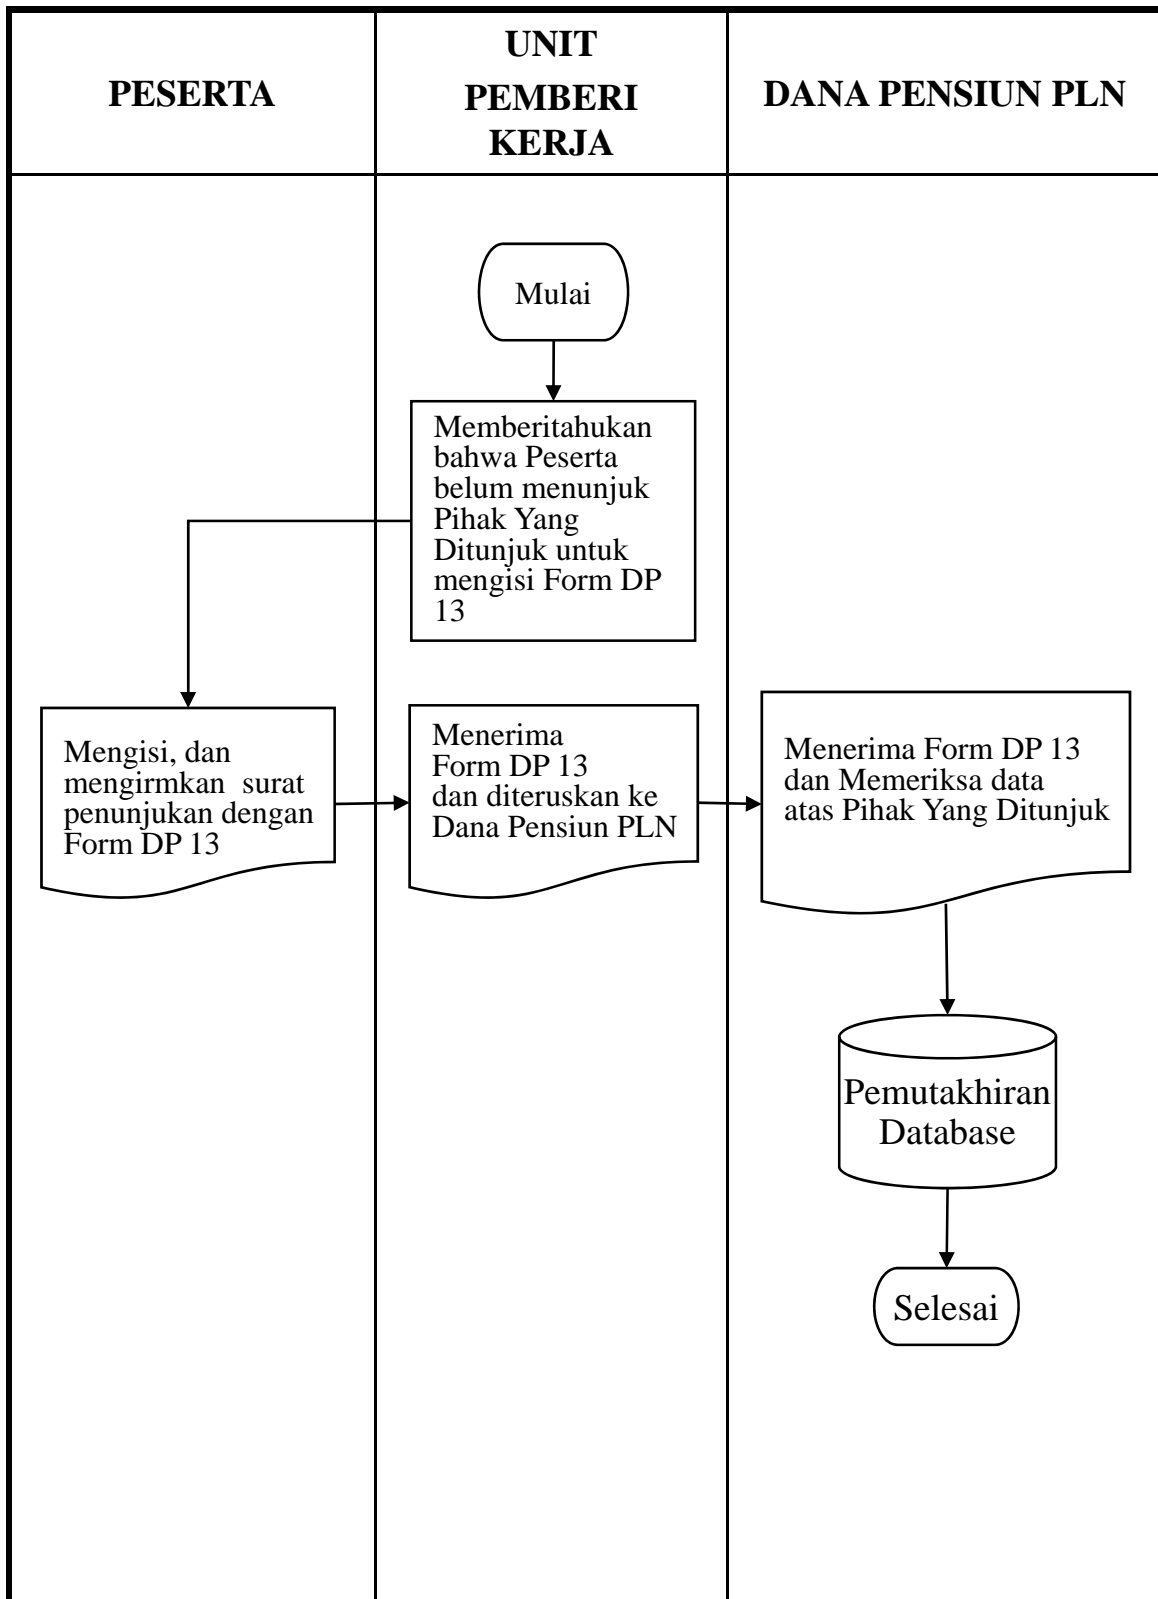 PESERTA
UNIT
PEMBERI
KERJA
DANA PENSIUN PLN
Mulai
Memberitahukan
bahwa Peserta
belum menunjuk
Pihak Yang
Ditunjuk untuk
mengisi Form DP
13
Mengisi, dan
mengirmkan  surat
penunjukan dengan
Form DP 13
Menerima
Form DP 13
dan diteruskan ke
Dana Pensiun PLN
Menerima Form DP 13
dan Memeriksa data
atas Pihak Yang Ditunjuk
Pemutakhiran
Database
Selesai